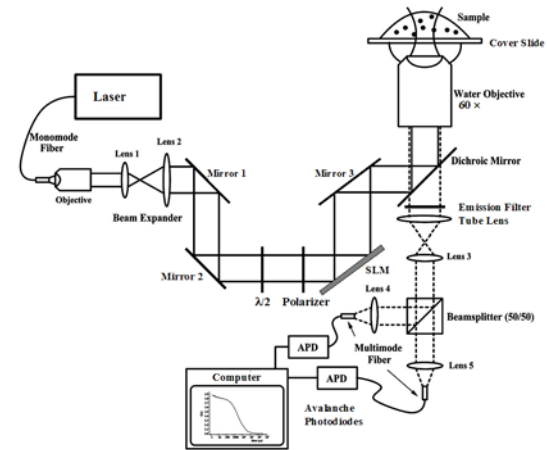 Sample
Cover Slide
Laser
Water Objective
60 ×
Monomode
Fiber
Lens 1
Lens 2
Mirror 1
Mirror 3
Dichroic Mirror
Objective
Beam Expander
Emission Filter
Tube Lens
Mirror 2
SLM
Lens 3
λ/2
Polarizer
Lens 4
Beamsplitter (50/50)
APD
Multimode
Fiber
Lens 5
Computer
APD
Avalanche
Photodiodes